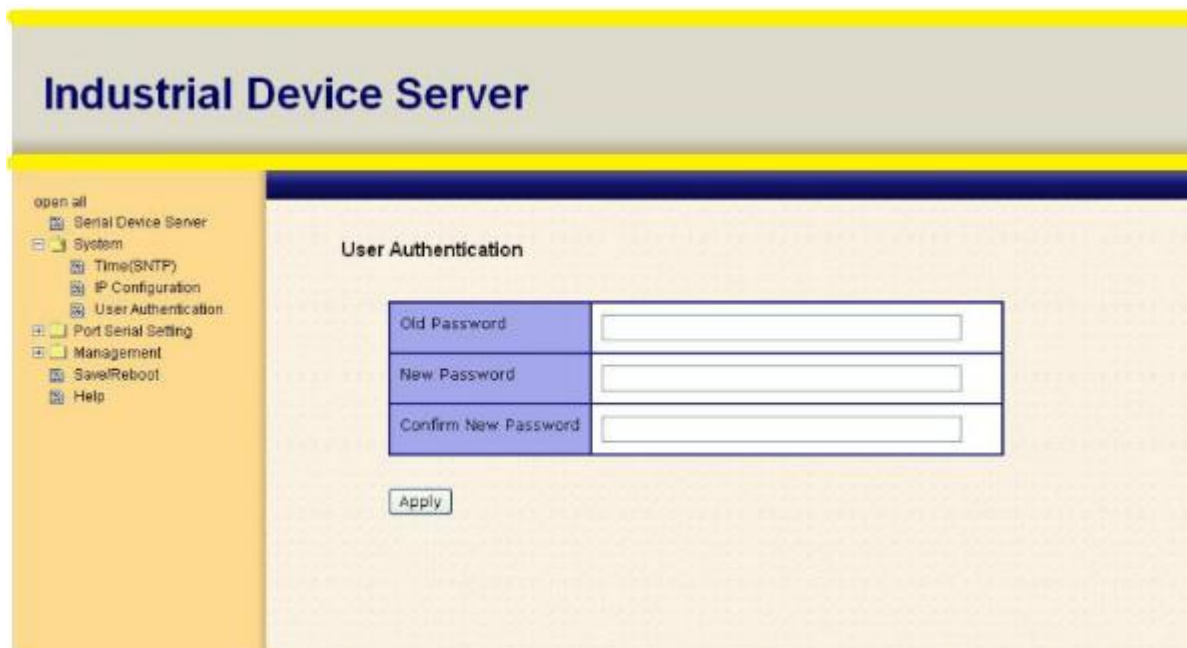 Industrial Device Server
open all
Serial Device Server
System
Time(SNTP)
IP Configuration
User Authentication
Port Serial Setting
Management
Save/Reboot
Help
User Authentication
Old Password
New Password
Confirm New Password
Apply